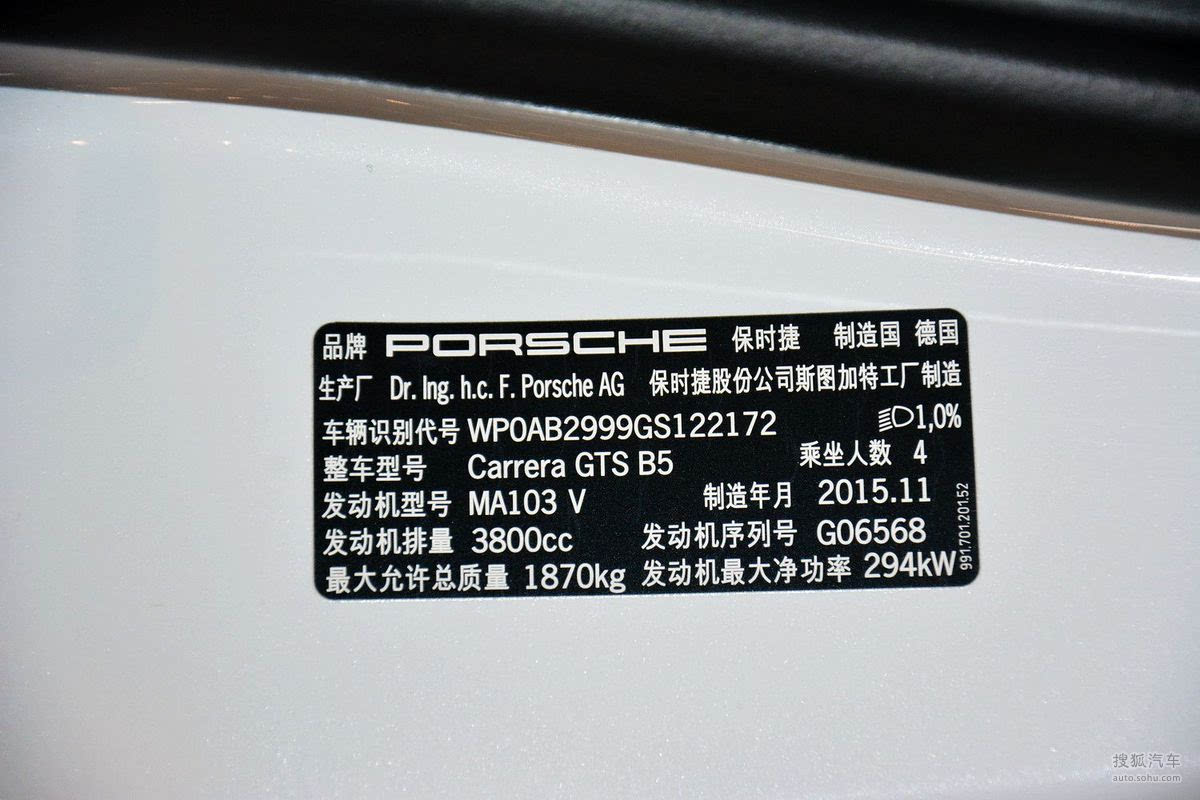 品牌 PORSCHE 保时捷 制造国 德国
生产厂 Dr. Ing. h.c. F. Porsche AG 保时捷股份公司斯图加特工厂制造
车辆识别代号 WP0AB2999GS122172 1,0%
整车型号 Carrera GTS B5 乘坐人数 4
发动机型号 MA103 V 制造年月 2015.11
发动机排量 3800cc 发动机序列号 G06568
最大允许总质量 1870kg 发动机最大净功率 294kW
991.701.201.52
搜狐汽车
auto.sohu.com